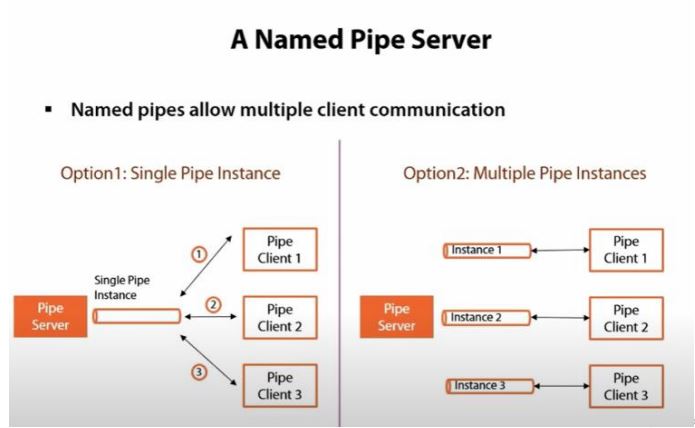 A Named Pipe Server
▪ Named pipes allow multiple client communication
Option1: Single Pipe Instance
Single Pipe
Instance
Pipe
Server
1
2
3
Pipe
Client 1
Pipe
Client 2
Pipe
Client 3
Option2: Multiple Pipe Instances
Pipe
Server
Instance 1
Instance 2
Instance 3
Pipe
Client 1
Pipe
Client 2
Pipe
Client 3